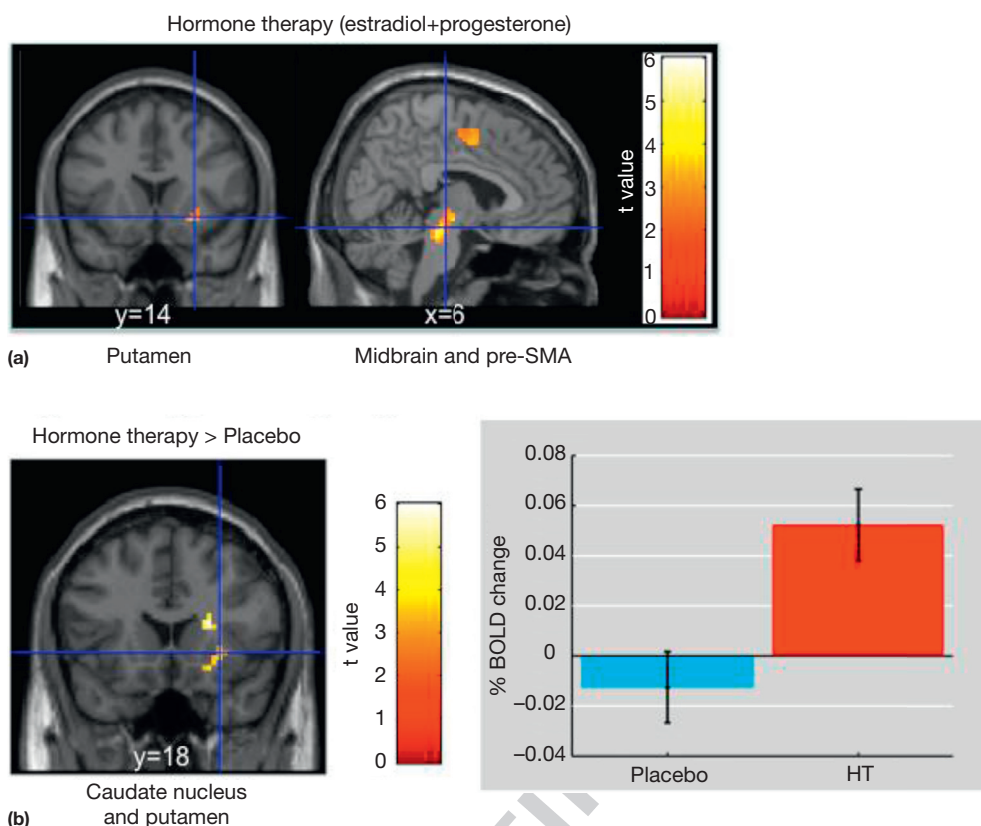 Hormone therapy (estradiol+progesterone)
6
5
4
3
2
1
0
t value
y=14
x=6
(a)
Putamen
Midbrain and pre-SMA
Hormone therapy > Placebo
y=18
Caudate nucleus
and putamen
(b)
6
5
4
3
2
1
0
t value
0.08
0.06
0.04
0.02
0
−0.02
−0.04
% BOLD change
Placebo
HT